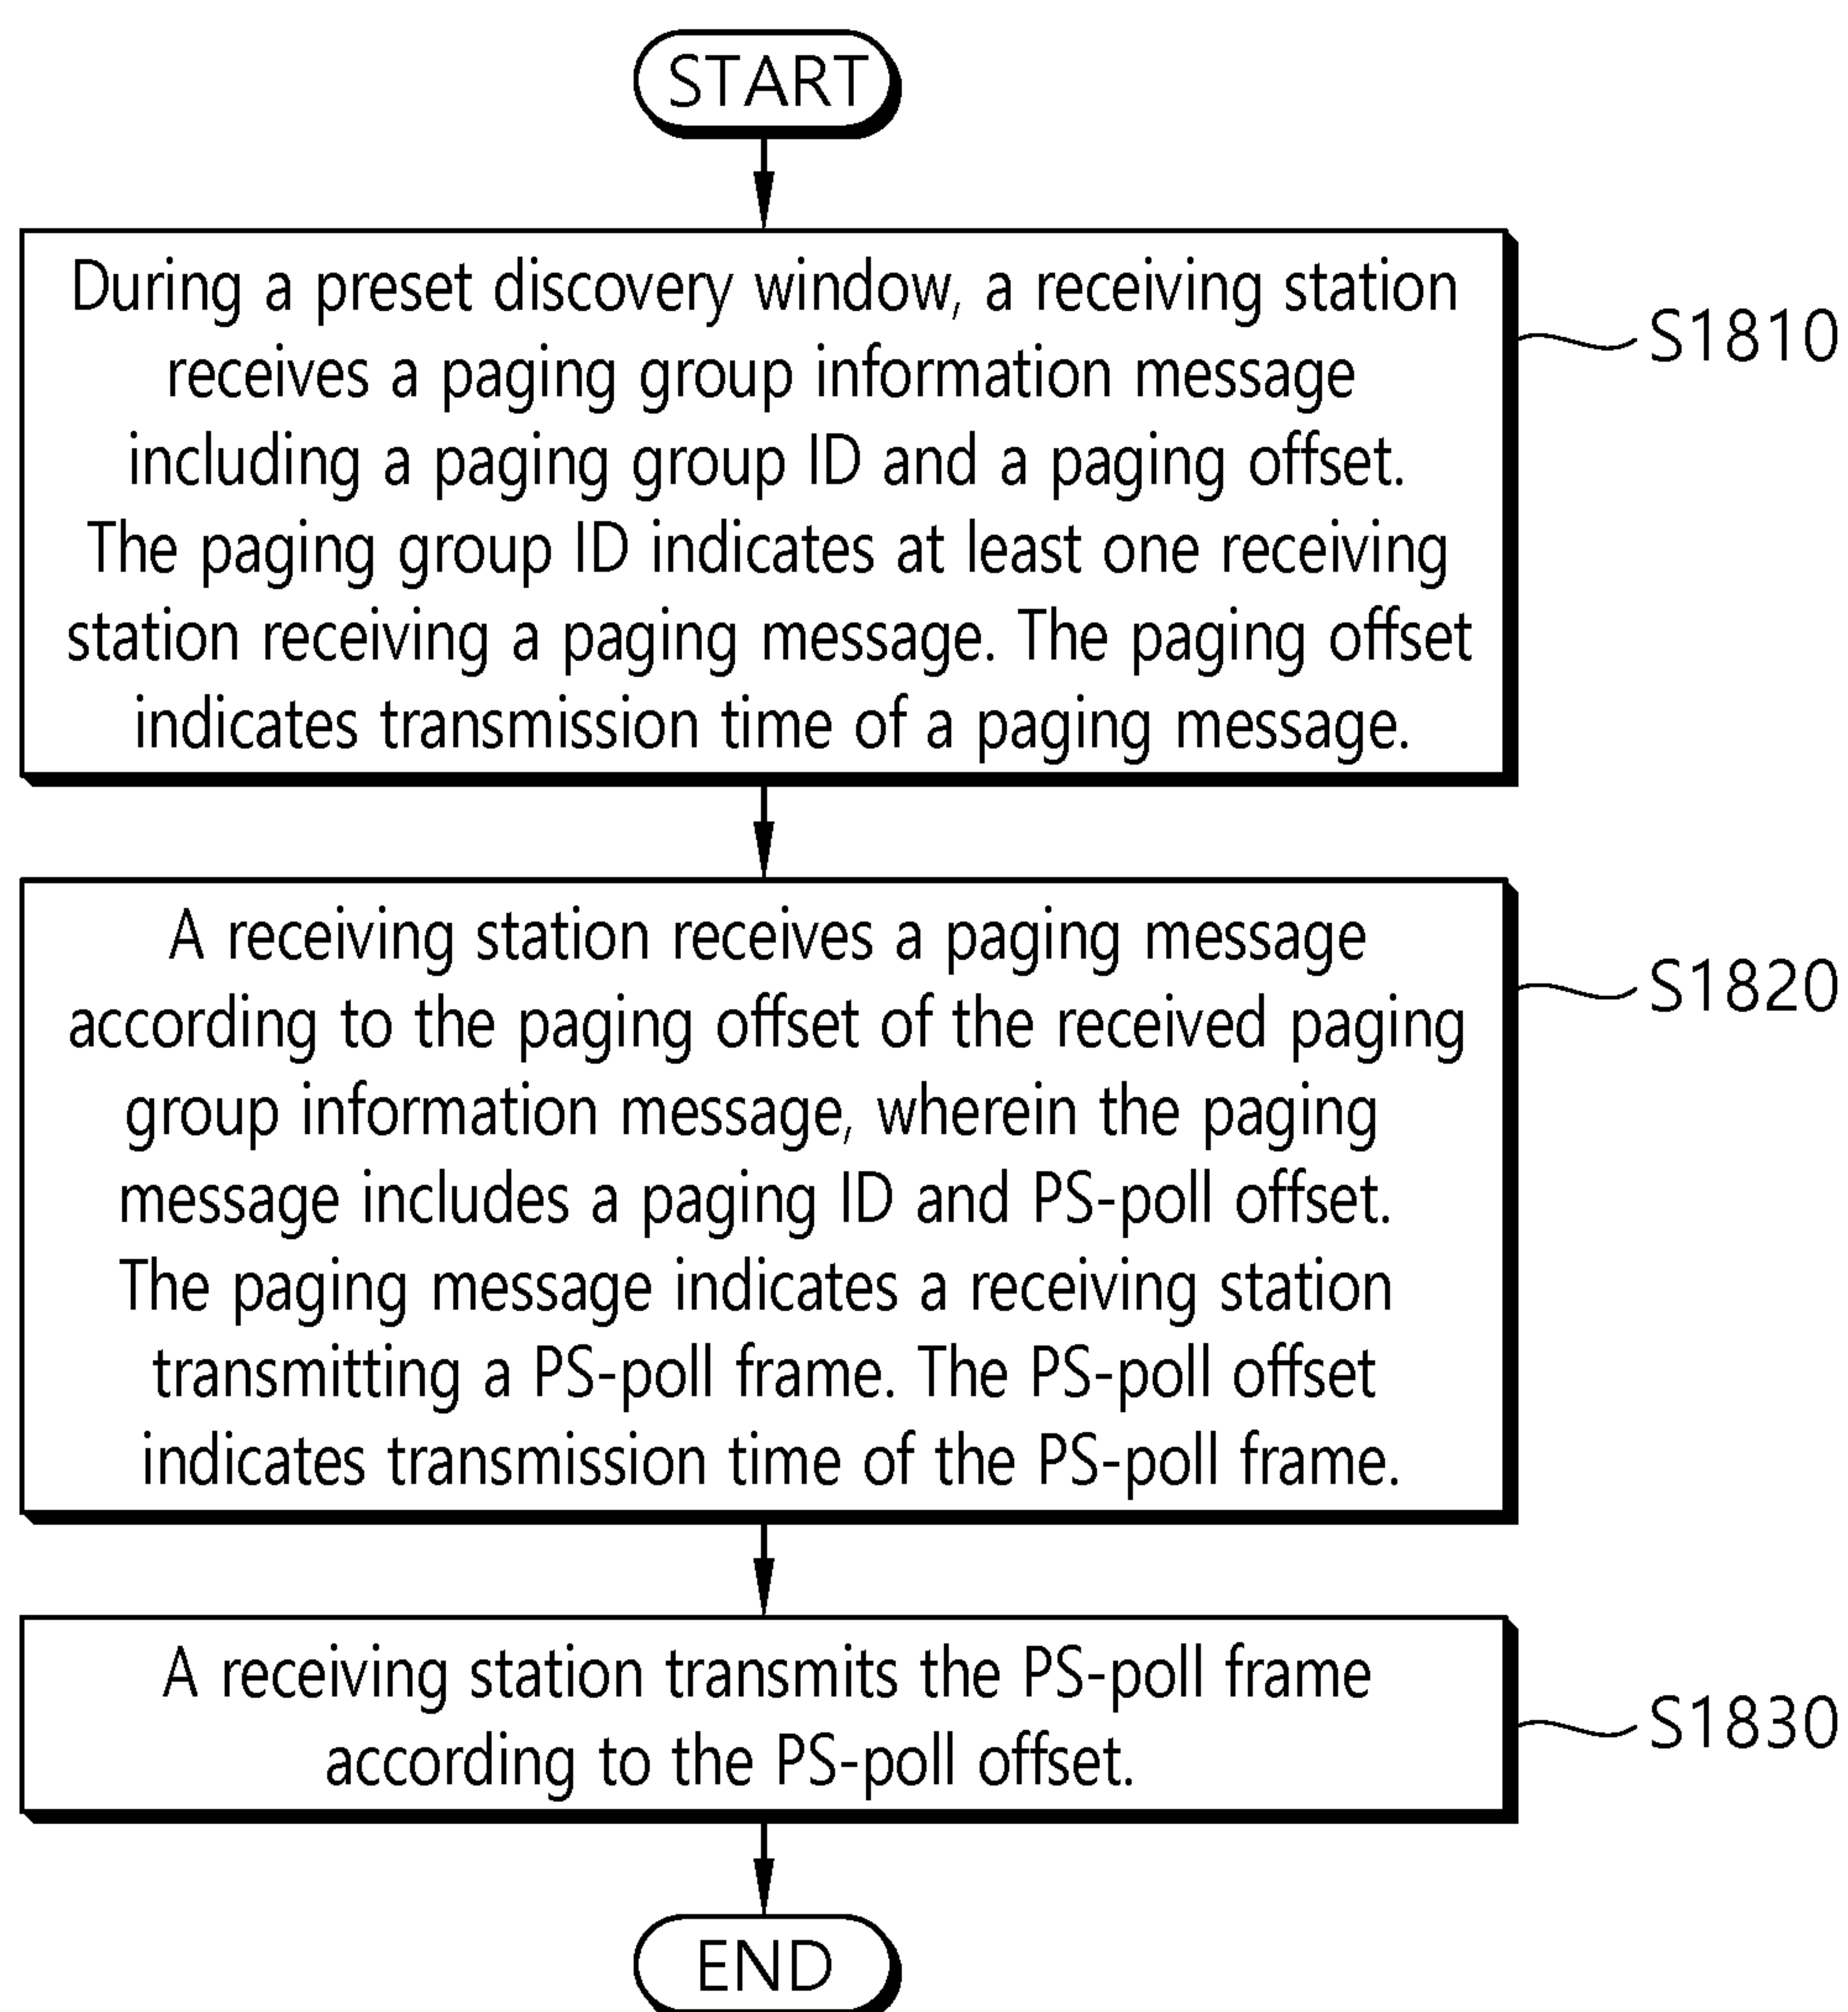 START
During a preset discovery window, a receiving station
receives a paging group information message
including a paging group ID and a paging offset.
The paging group ID indicates at least one receiving
station receiving a paging message. The paging offset
indicates transmission time of a paging message.
S1810
A receiving station receives a paging message
according to the paging offset of the received paging
group information message, wherein the paging
message includes a paging ID and PS-poll offset.
The paging message indicates a receiving station
transmitting a PS-poll frame. The PS-poll offset
indicates transmission time of the PS-poll frame.
S1820
A receiving station transmits the PS-poll frame
according to the PS-poll offset.
S1830
END